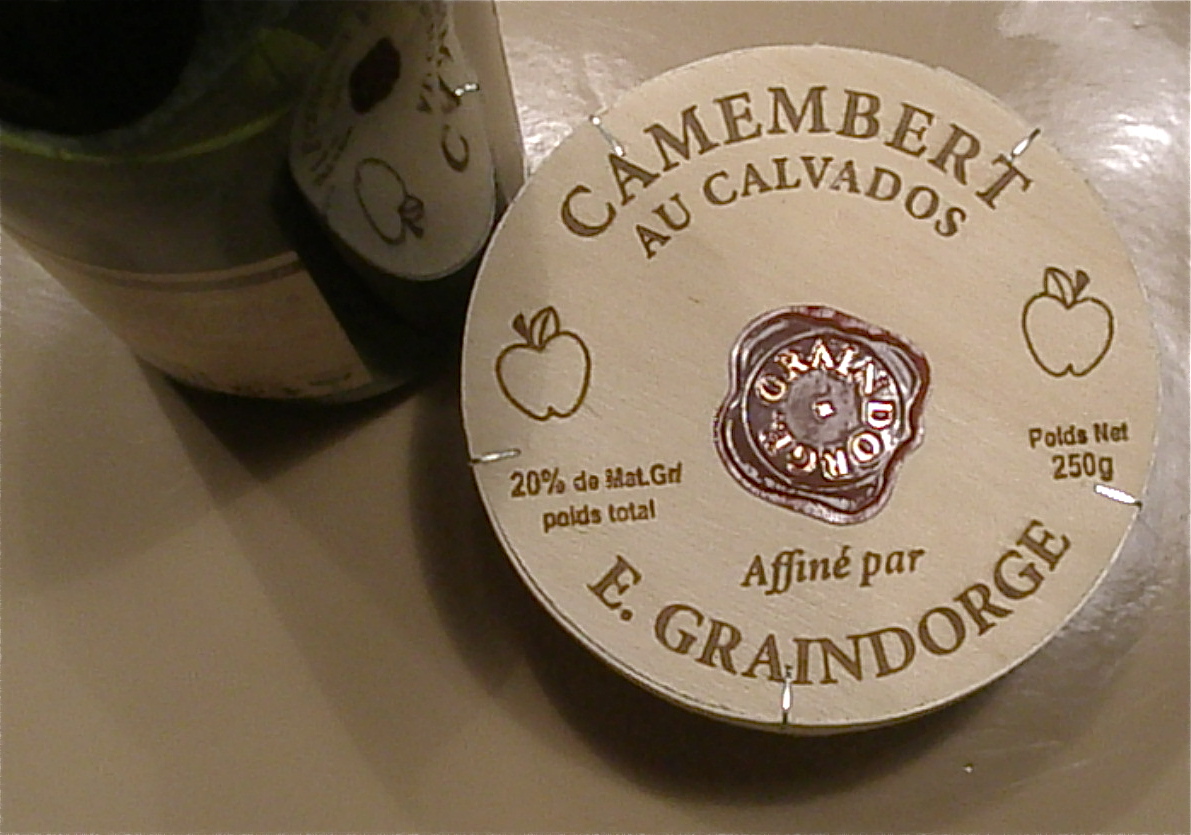 CAMEMBERT
AU CALVADOS
GRAINDORGE
20% de Mat.Gr/
poids total
Poids Net
250g
Affiné par
E. GRAINDORGE